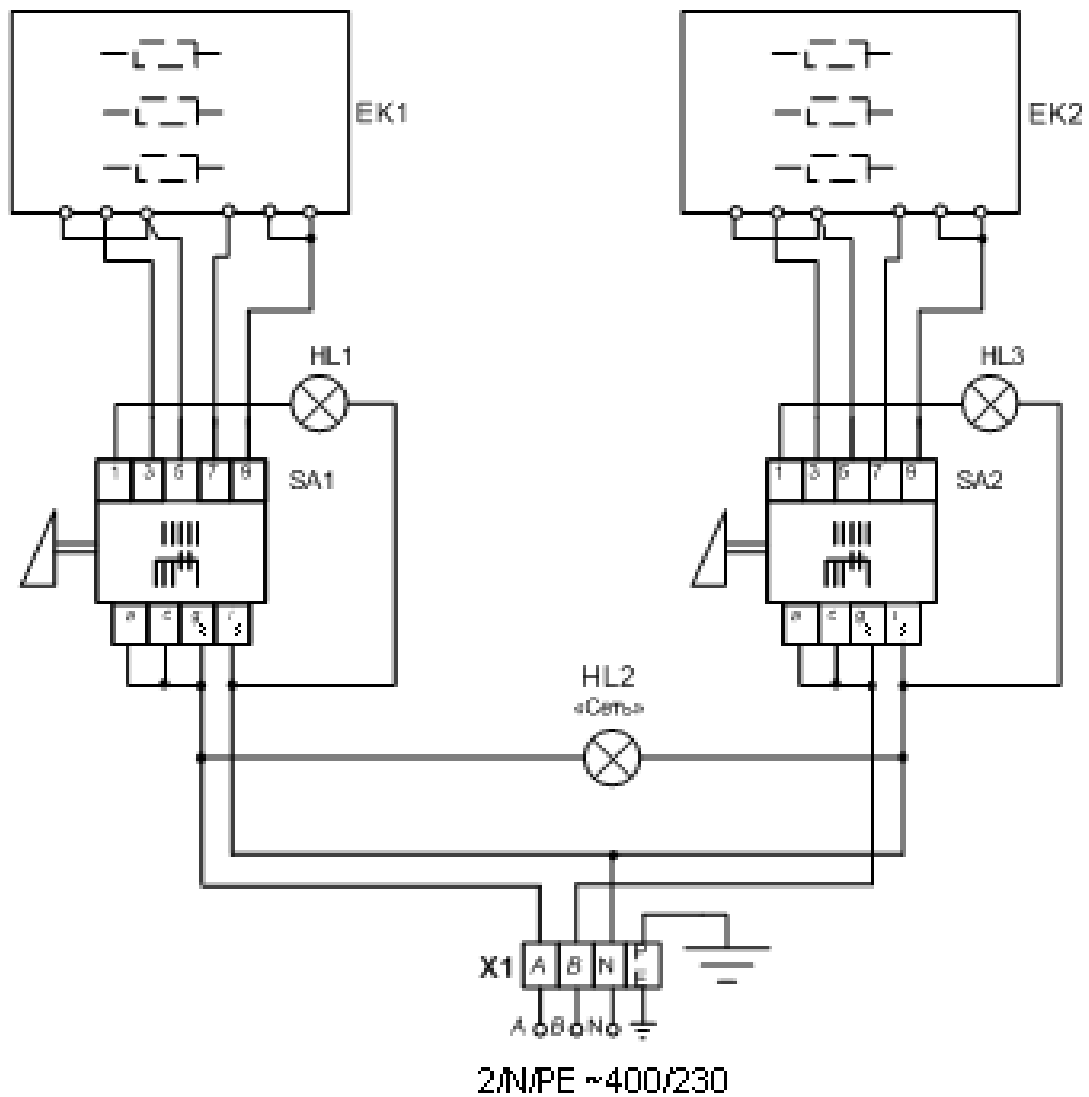 EK1
EK2
HL1
HL3
1 3 5 7 9
SA1
1 3 5 7 9
SA2
HL2
«Сеть»
X1 A B N PE
A B N
2/N/PE ~400/230